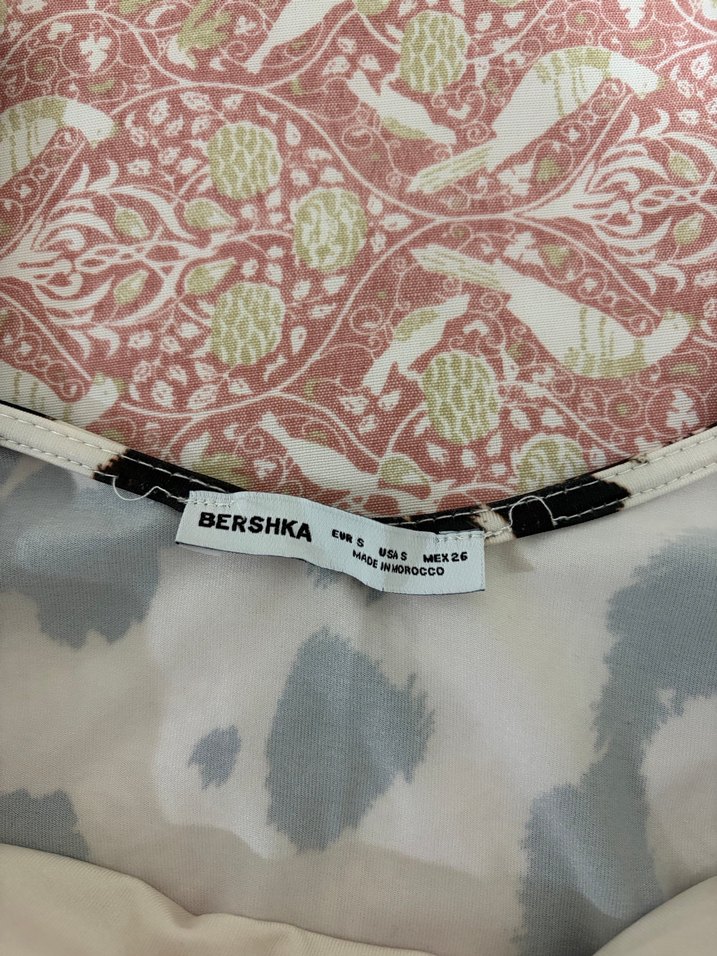 BERSHKA EUR S USA S MEX 26
MADE IN MOROCCO